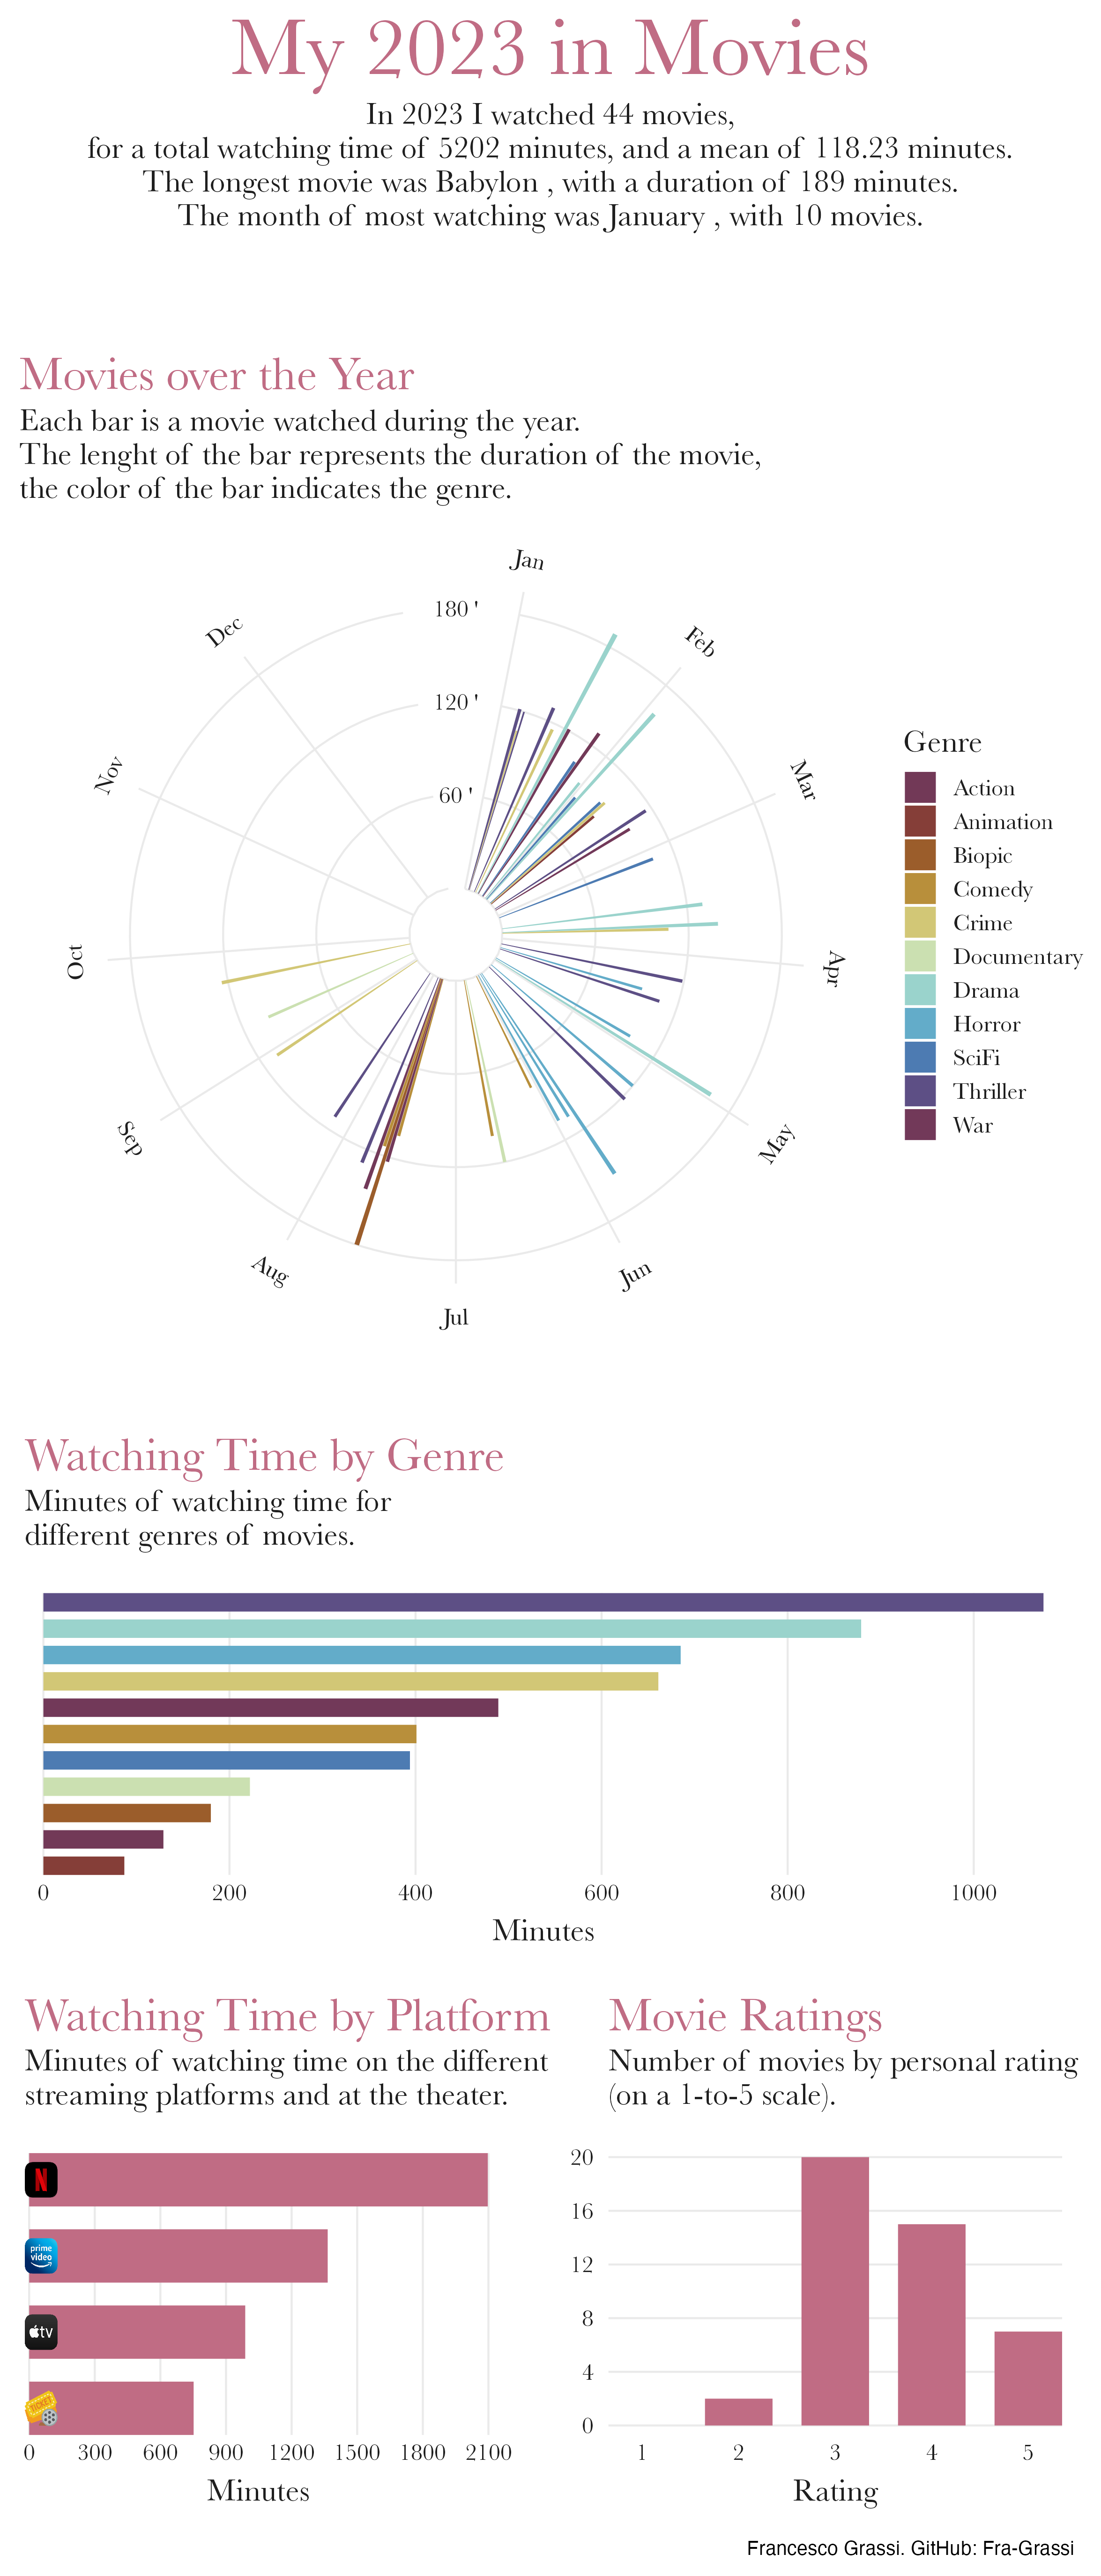 My 2023 in Movies
In 2023 I watched 44 movies,
for a total watching time of 5202 minutes, and a mean of 118.23 minutes.
The longest movie was Babylon , with a duration of 189 minutes.
The month of most watching was January , with 10 movies.
Movies over the Year
Each bar is a movie watched during the year.
The lenght of the bar represents the duration of the movie,
the color of the bar indicates the genre.
Jan
Feb
Mar
Apr
May
Jun
Jul
Aug
Sep
Oct
Nov
Dec
180 '
120 '
60 '
Genre
Action
Animation
Biopic
Comedy
Crime
Documentary
Drama
Horror
SciFi
Thriller
War
Watching Time by Genre
Minutes of watching time for
different genres of movies.
0 200 400 600 800 1000
Minutes
Watching Time by Platform
Minutes of watching time on the different
streaming platforms and at the theater.
N
prime
video
tv
TICKET
0 300 600 900 1200 1500 1800 2100
Minutes
Movie Ratings
Number of movies by personal rating
(on a 1-to-5 scale).
20
16
12
8
4
0
1 2 3 4 5
Rating
Francesco Grassi. GitHub: Fra-Grassi